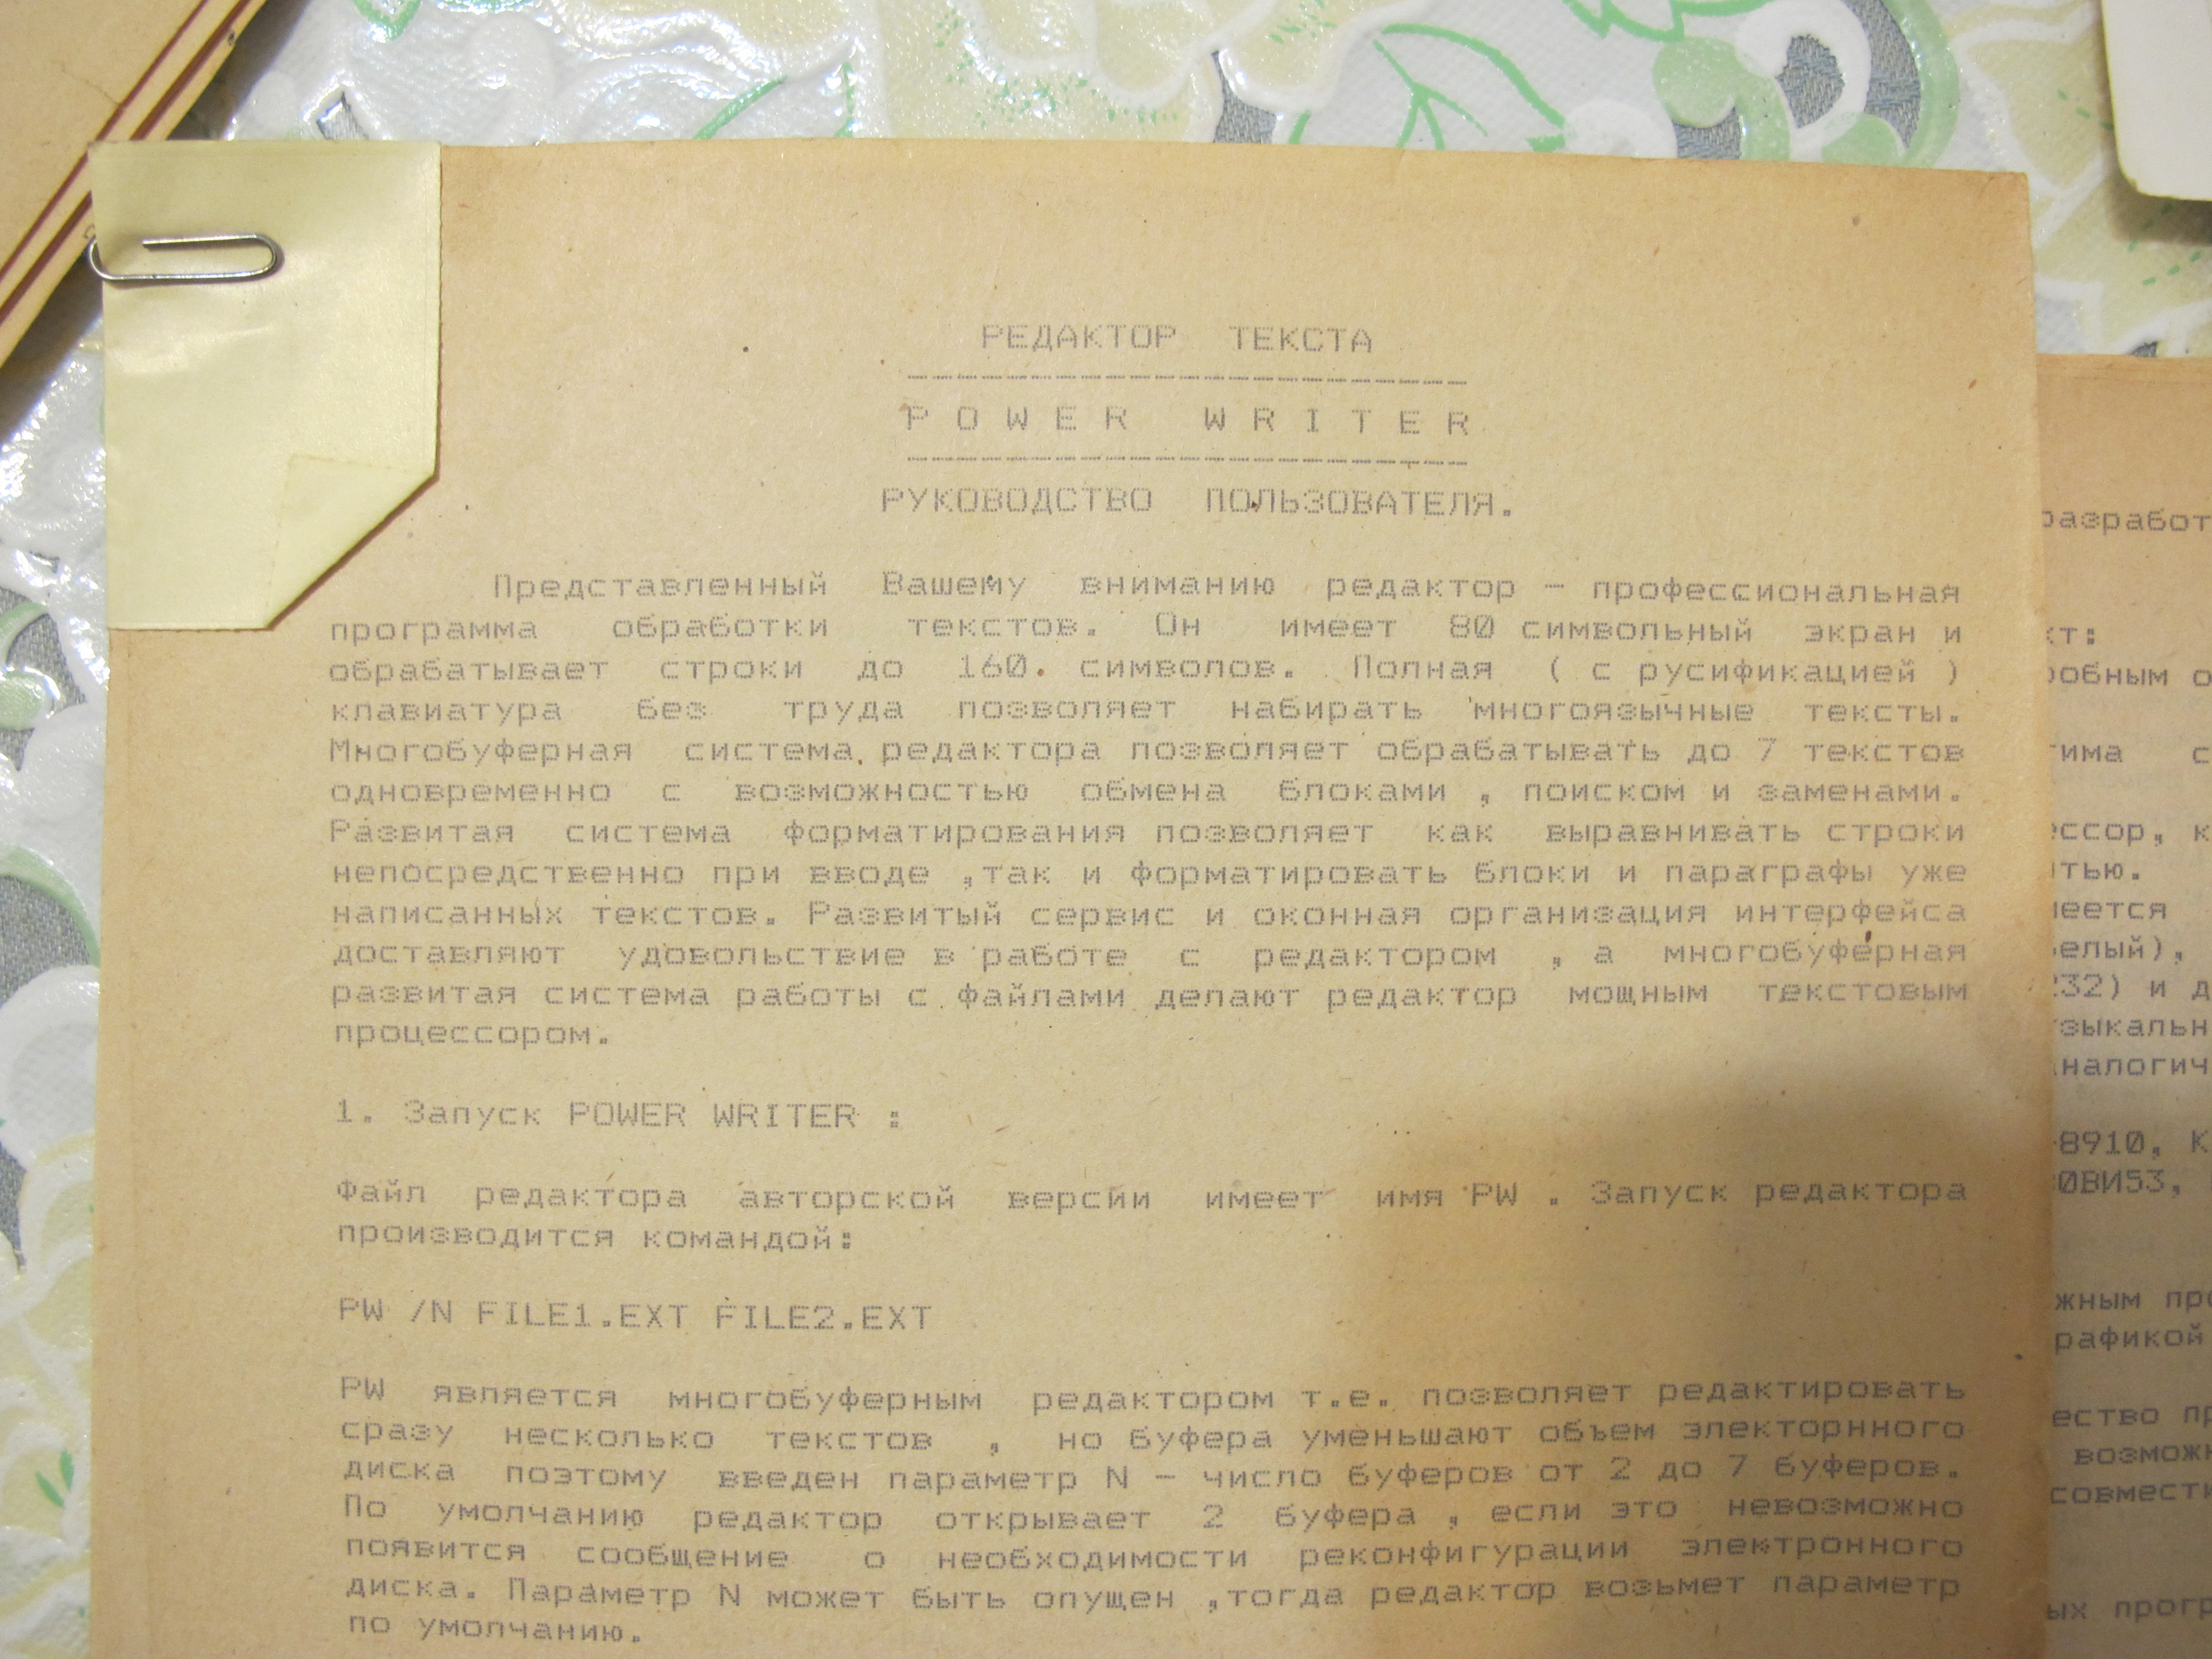 РЕДАКТОР ТЕКСТА
-----------------------
P O W E R W R I T E R
-----------------------
РУКОВОДСТВО ПОЛЬЗОВАТЕЛЯ.
Представленный Вашему вниманию редактор - профессиональная
программа обработки текстов. Он имеет 80 символьный экран и
обрабатывает строки до 160 символов. Полная ( с русификацией )
клавиатура без труда позволяет набирать многоязычные тексты.
Многобуферная система редактора позволяет обрабатывать до 7 текстов
одновременно с возможностью обмена блоками , поиском и заменами.
Развитая система форматирования позволяет как выравнивать строки
непосредственно при вводе ,так и форматировать блоки и параграфы уже
написанных текстов. Развитый сервис и оконная организация интерфейса
доставляют удовольствие в работе с редактором , а многобуферная
развитая система работы с файлами делают редактор мощным текстовым
процессором.
1. Запуск POWER WRITER :
Файл редактора авторской версии имеет имя PW . Запуск редактора
производится командой:
PW /N FILE1.EXT FILE2.EXT
PW является многобуферным редактором т.е. позволяет редактировать
сразу несколько текстов , но буфера уменьшают объем электорнного
диска поэтому введен параметр N - число буферов от 2 до 7 буферов.
По умолчанию редактор открывает 2 буфера , если это невозможно
появится сообщение о необходимости реконфигурации электронного
диска. Параметр N может быть опущен ,тогда редактор возьмет параметр
по умолчанию.
разработ
кт:
робным о
тима с
ессор, к
тью.
меется
белый),
232) и д
зыкальн
аналогич
8910, К
0ВИ53,
жным про
рафикой
ество пр
возможн
совмести
ых прогр